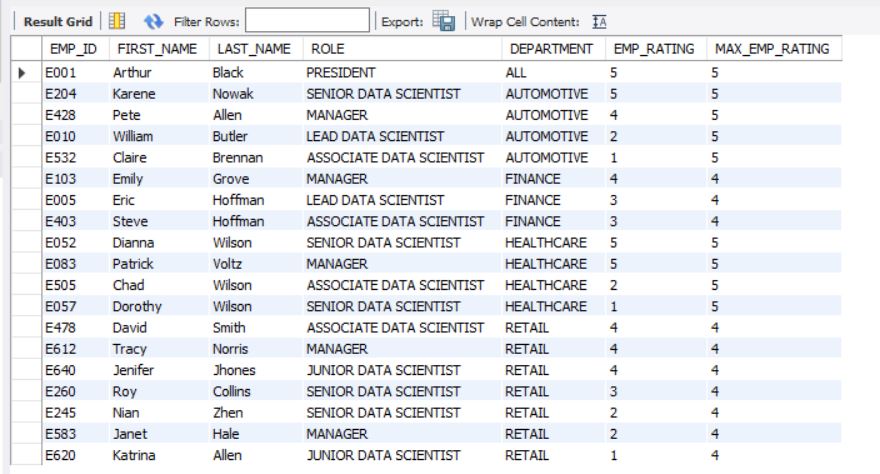 Result Grid Filter Rows: Export: Wrap Cell Content: IA
EMP_ID FIRST_NAME LAST_NAME ROLE DEPARTMENT EMP_RATING MAX_EMP_RATING
E001 Arthur Black PRESIDENT ALL 5 5
E204 Karene Nowak SENIOR DATA SCIENTIST AUTOMOTIVE 5 5
E428 Pete Allen MANAGER AUTOMOTIVE 4 5
E010 William Butler LEAD DATA SCIENTIST AUTOMOTIVE 2 5
E532 Claire Brennan ASSOCIATE DATA SCIENTIST AUTOMOTIVE 1 5
E103 Emily Grove MANAGER FINANCE 4 4
E005 Eric Hoffman LEAD DATA SCIENTIST FINANCE 3 4
E403 Steve Hoffman ASSOCIATE DATA SCIENTIST FINANCE 3 4
E052 Dianna Wilson SENIOR DATA SCIENTIST HEALTHCARE 5 5
E083 Patrick Voltz MANAGER HEALTHCARE 5 5
E505 Chad Wilson ASSOCIATE DATA SCIENTIST HEALTHCARE 2 5
E057 Dorothy Wilson SENIOR DATA SCIENTIST HEALTHCARE 1 5
E478 David Smith ASSOCIATE DATA SCIENTIST RETAIL 4 4
E612 Tracy Norris MANAGER RETAIL 4 4
E640 Jenifer Jhones JUNIOR DATA SCIENTIST RETAIL 4 4
E260 Roy Collins SENIOR DATA SCIENTIST RETAIL 3 4
E245 Nian Zhen SENIOR DATA SCIENTIST RETAIL 2 4
E583 Janet Hale MANAGER RETAIL 2 4
E620 Katrina Allen JUNIOR DATA SCIENTIST RETAIL 1 4